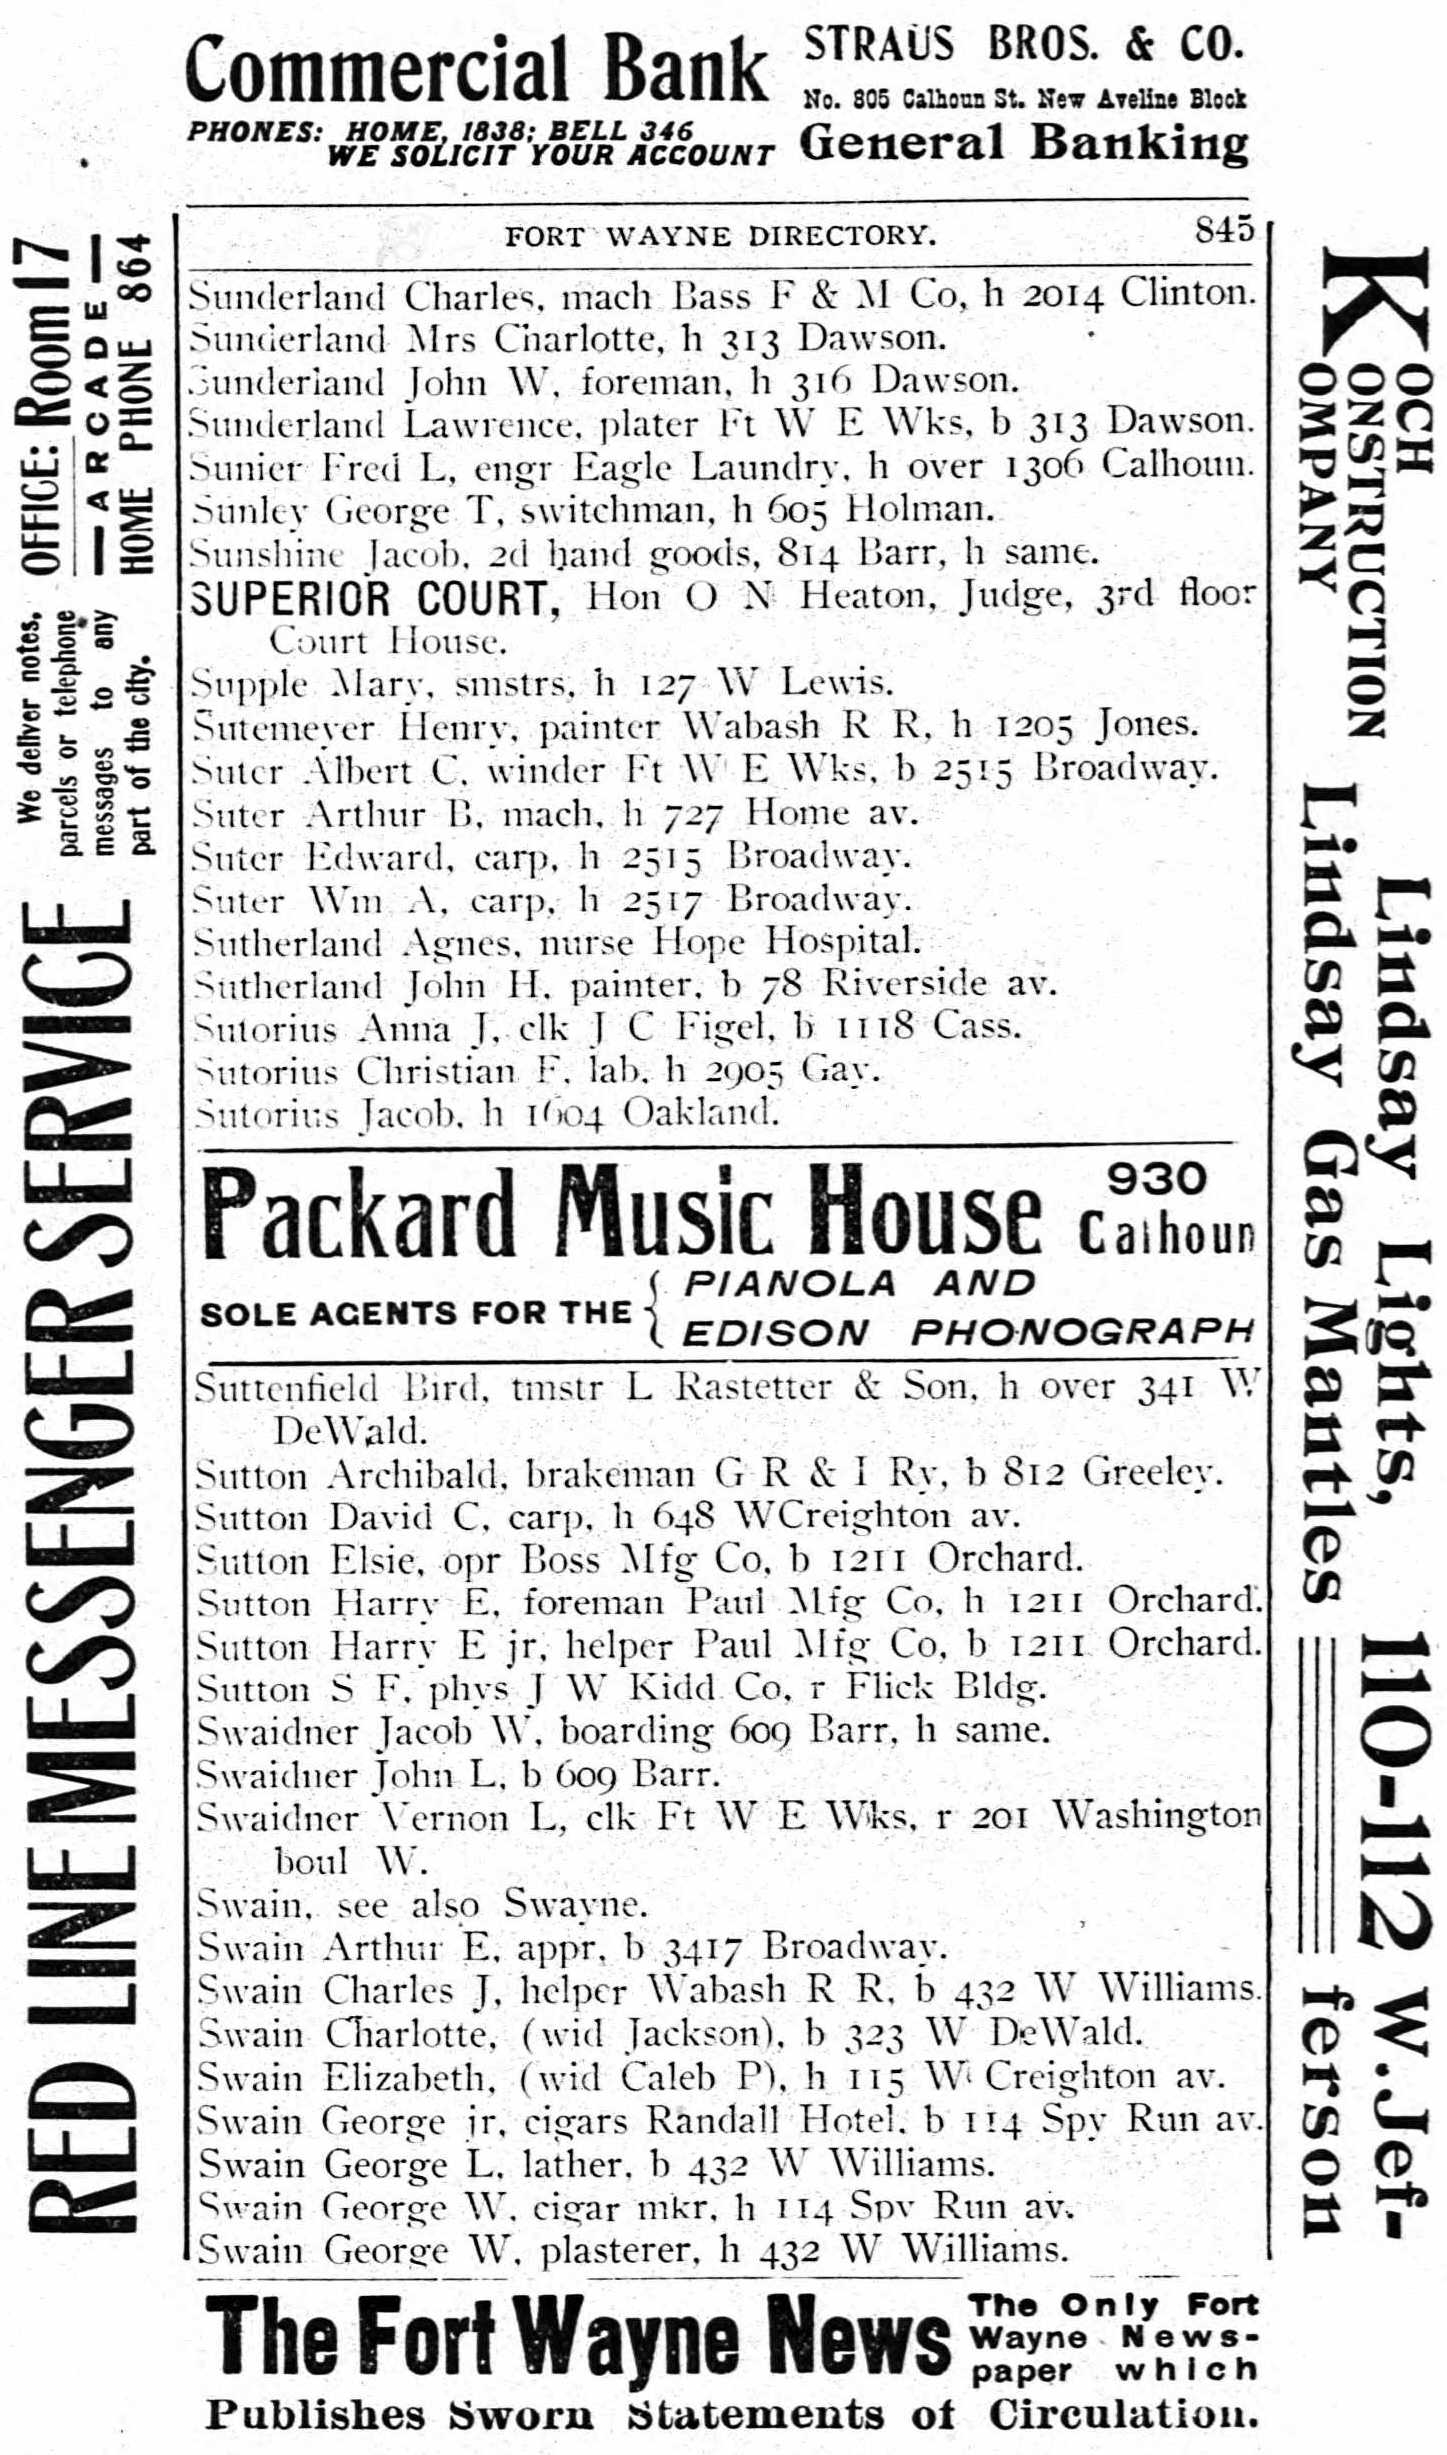 Commercial Bank
PHONES: HOME, 1838; BELL 346
WE SOLICIT YOUR ACCOUNT
STRAUS BROS. & CO.
No. 805 Calhoun St. New Aveline Block
General Banking
FORT WAYNE DIRECTORY. 845
Sunderland Charles, mach Bass F & M Co, h 2014 Clinton.
Sunderland Mrs Charlotte, h 313 Dawson.
Sunderland John W, foreman, h 316 Dawson.
Sunderland Lawrence, plater Ft W E Wks, b 313 Dawson.
Sunier Fred L, engr Eagle Laundry, h over 1306 Calhoun.
Sunley George T, switchman, h 605 Holman.
Sunshine Jacob, 2d hand goods, 814 Barr, h same.
SUPERIOR COURT, Hon O N Heaton, Judge, 3rd floor
Court House.
Supple Mary, smstrs, h 127 W Lewis.
Sutemeyer Henry, painter Wabash R R, h 1205 Jones.
Suter Albert C, winder Ft W E Wks, b 2515 Broadway.
Suter Arthur B, mach, h 727 Home av.
Suter Edward, carp, h 2515 Broadway.
Suter Wm A, carp, h 2517 Broadway.
Sutherland Agnes, nurse Hope Hospital.
Sutherland John H, painter, b 78 Riverside av.
Sutorius Anna J, clk J C Figel, b 1118 Cass.
Sutorius Christian F, lab, h 2905 Gay.
Sutorius Jacob, h 1604 Oakland.
Packard Music House 930
Calhoun
SOLE AGENTS FOR THE { PIANOLA AND
EDISON PHONOGRAPH
Suttenfield Bird, tmstr L Rastetter & Son, h over 341 W
DeWald.
Sutton Archibald, brakeman G R & I Ry, b 812 Greeley.
Sutton David C, carp, h 648 WCreighton av.
Sutton Elsie, opr Boss Mfg Co, b 1211 Orchard.
Sutton Harry E, foreman Paul Mfg Co, h 1211 Orchard.
Sutton Harry E jr, helper Paul Mfg Co, b 1211 Orchard.
Sutton S F, phys J W Kidd Co, r Flick Bldg.
Swaidner Jacob W, boarding 609 Barr, h same.
Swaidner John L, b 609 Barr.
Swaidner Vernon L, clk Ft W E Wks, r 201 Washington
boul W.
Swain, see also Swayne.
Swain Arthur E, appr, b 3417 Broadway.
Swain Charles J, helper Wabash R R, b 432 W Williams.
Swain Charlotte, (wid Jackson), b 323 W DeWald.
Swain Elizabeth, (wid Caleb P), h 115 W Creighton av.
Swain George jr, cigars Randall Hotel, b 114 Spy Run av.
Swain George L, lather, b 432 W Williams.
Swain George W, cigar mkr, h 114 Spy Run av.
Swain George W, plasterer, h 432 W Williams.
The Fort Wayne News
The Only Fort
Wayne News-
paper which
Publishes Sworn Statements of Circulation.
RED LINE MESSENGER SERVICE
We deliver notes,
parcels or telephone
messages to any
part of the city.
OFFICE: Room 17
— ARCADE —
HOME PHONE 864
KOCH
CONSTRUCTION
COMPANY
Lindsay Lights,
Lindsay Gas Mantles
110-112 W. Jef-
ferson